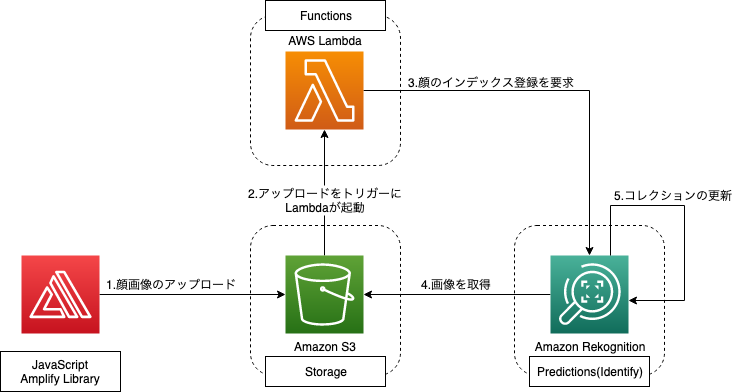 Functions
AWS Lambda
3.顔のインデックス登録を要求
2.アップロードをトリガーに
Lambdaが起動
5.コレクションの更新
1.顔画像のアップロード
4.画像を取得
Amazon S3
Amazon Rekognition
JavaScript
Amplify Library
Storage
Predictions(Identify)